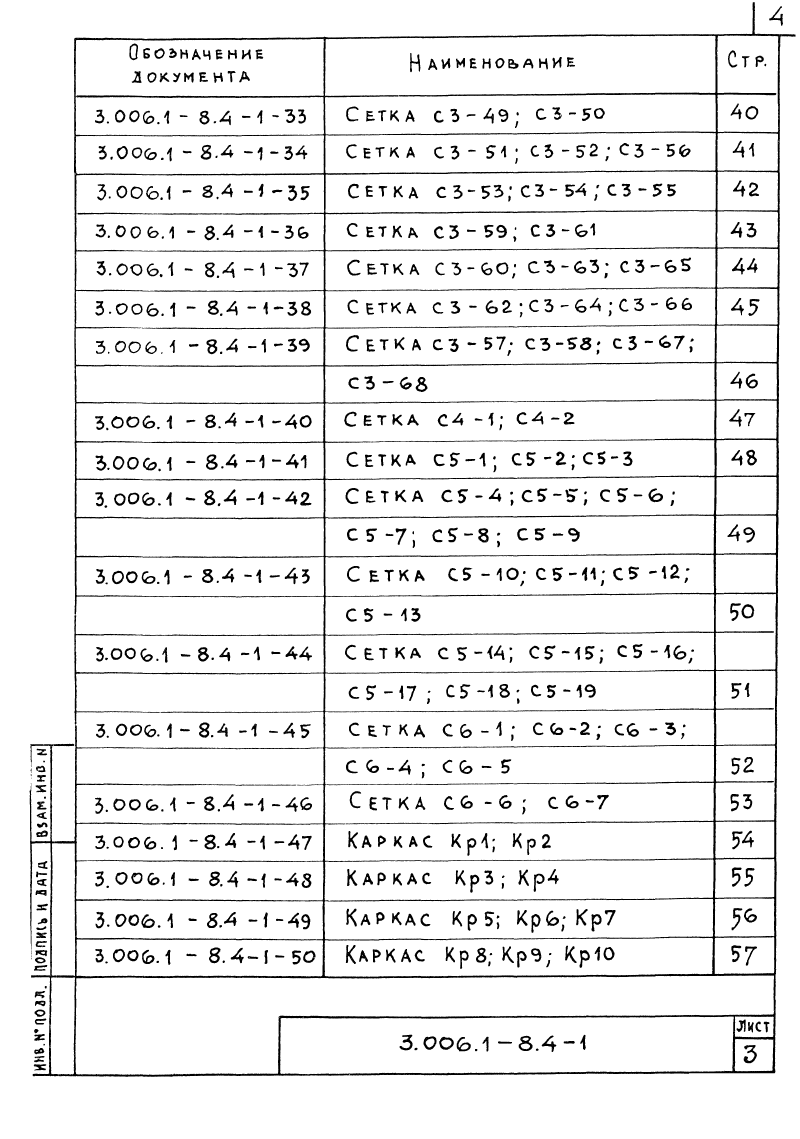 4
Обозначение документа Наименование Стр.
3.006.1-8.4-1-33 Сетка С3-49; С3-50 40
3.006.1-8.4-1-34 Сетка С3-51; С3-52; С3-56 41
3.006.1-8.4-1-35 Сетка С3-53; С3-54; С3-55 42
3.006.1-8.4-1-36 Сетка С3-59; С3-61 43
3.006.1-8.4-1-37 Сетка С3-60; С3-63; С3-65 44
3.006.1-8.4-1-38 Сетка С3-62; С3-64; С3-66 45
3.006.1-8.4-1-39 Сетка С3-57; С3-58; С3-67;
С3-68 46
3.006.1-8.4-1-40 Сетка С4-1; С4-2 47
3.006.1-8.4-1-41 Сетка С5-1; С5-2; С5-3 48
3.006.1-8.4-1-42 Сетка С5-4; С5-5; С5-6;
С5-7; С5-8; С5-9 49
3.006.1-8.4-1-43 Сетка С5-10; С5-11; С5-12;
С5-13 50
3.006.1-8.4-1-44 Сетка С5-14; С5-15; С5-16;
С5-17; С5-18; С5-19 51
3.006.1-8.4-1-45 Сетка С6-1; С6-2; С6-3;
С6-4; С6-5 52
3.006.1-8.4-1-46 Сетка С6-6; С6-7 53
3.006.1-8.4-1-47 Каркас Кр1; Кр2 54
3.006.1-8.4-1-48 Каркас Кр3; Кр4 55
3.006.1-8.4-1-49 Каркас Кр5; Кр6; Кр7 56
3.006.1-8.4-1-50 Каркас Кр8; Кр9; Кр10 57
Взам. инв. N
Подпись и дата
Инв. № подл.
3.006.1-8.4-1
Лист
3